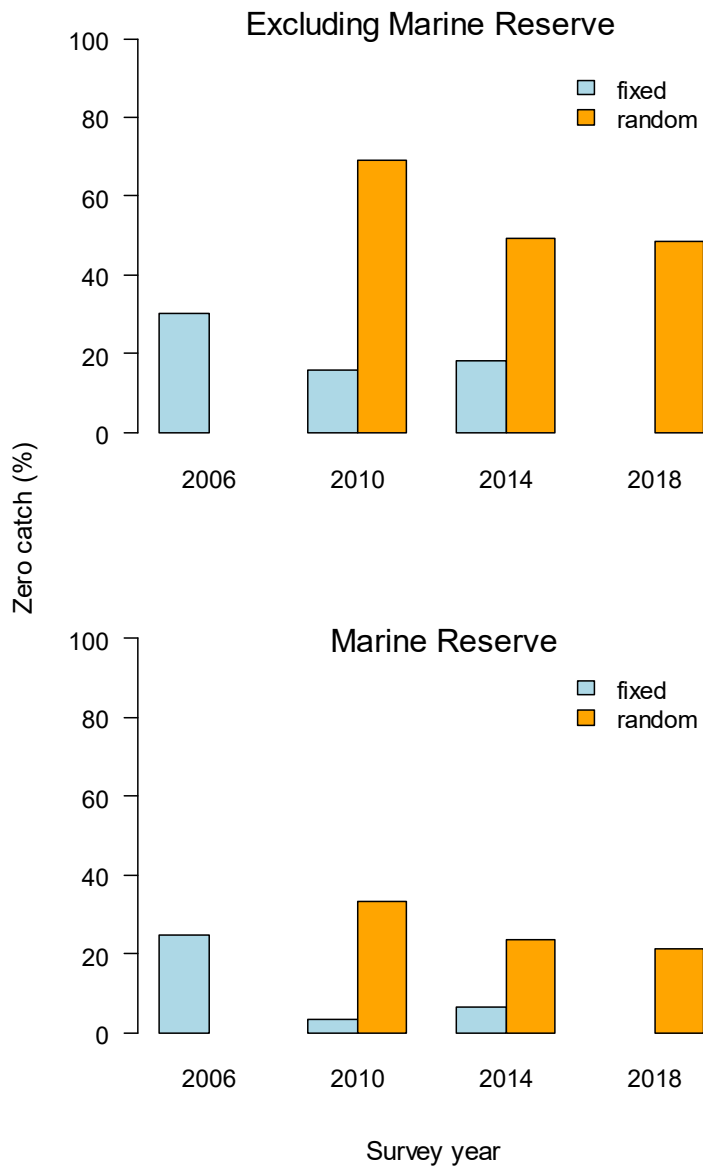 Excluding Marine Reserve
100
80
60
40
20
0
fixed
random
2006 2010 2014 2018
Zero catch (%)
Marine Reserve
100
80
60
40
20
0
fixed
random
2006 2010 2014 2018
Survey year